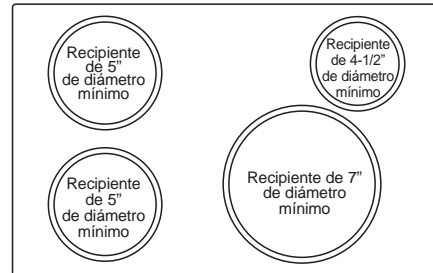 Recipiente
de 5”
de diámetro
mínimo
Recipiente
de 4-1/2”
de diámetro
mínimo
Recipiente
de 5”
de diámetro
mínimo
Recipiente de 7”
de diámetro
mínimo